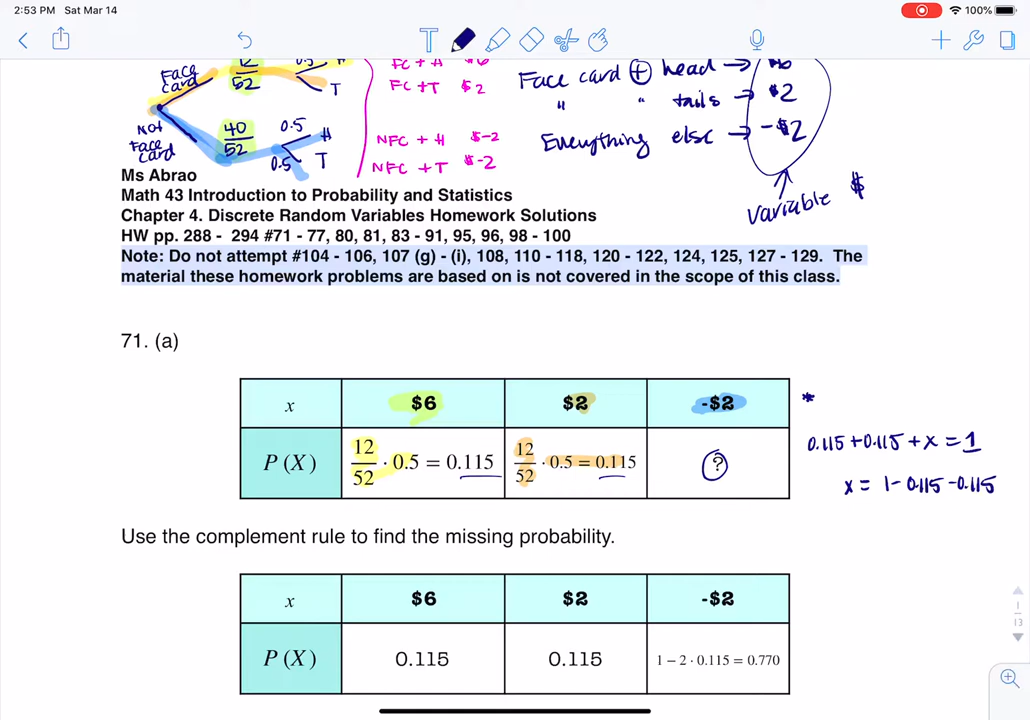 2:53 PM Sat Mar 14
100%
12
0.5
H
FC + H $6
Face card + head → $6
Face card
52
T
FC + T $2
" " tails → $2
Not Face card
40
52
0.5
H
0.5
T
NFC + H $-2
NFC + T $-2
Everything else → -$2
Variable $
Ms Abrao
Math 43 Introduction to Probability and Statistics
Chapter 4. Discrete Random Variables Homework Solutions
HW pp. 288 - 294 #71 - 77, 80, 81, 83 - 91, 95, 96, 98 - 100
Note: Do not attempt #104 - 106, 107 (g) - (i), 108, 110 - 118, 120 - 122, 124, 125, 127 - 129. The
material these homework problems are based on is not covered in the scope of this class.
71. (a)
x $6 $2 -$2 *
P (X) 12/52 · 0.5 = 0.115 12/52 · 0.5 = 0.115 ?
0.115 + 0.115 + x = 1
x = 1 - 0.115 - 0.115
Use the complement rule to find the missing probability.
x $6 $2 -$2
P (X) 0.115 0.115 1 − 2 · 0.115 = 0.770
1
13